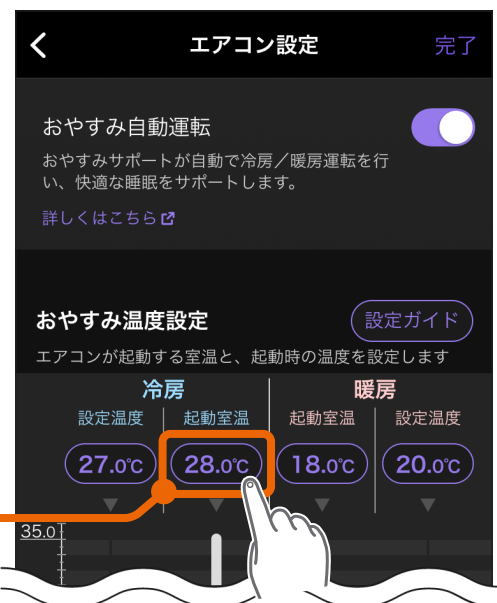 エアコン設定
完了
おやすみ自動運転
おやすみサポートが自動で冷房／暖房運転を行
い、快適な睡眠をサポートします。
詳しくはこちら
おやすみ温度設定
設定ガイド
エアコンが起動する室温と、起動時の温度を設定します
冷房
暖房
設定温度
起動室温
起動室温
設定温度
27.0℃
28.0℃
18.0℃
20.0℃
35.0